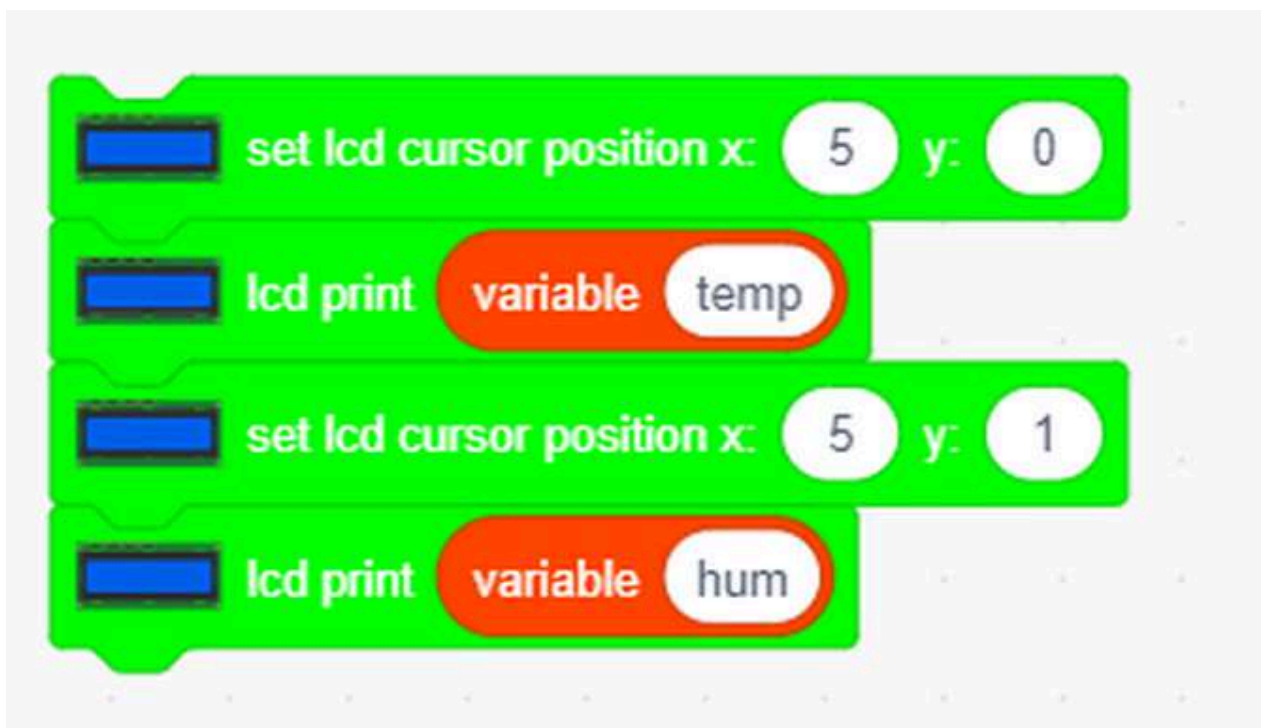 set lcd cursor position x: 5 y: 0
lcd print variable temp
set lcd cursor position x: 5 y: 1
lcd print variable hum